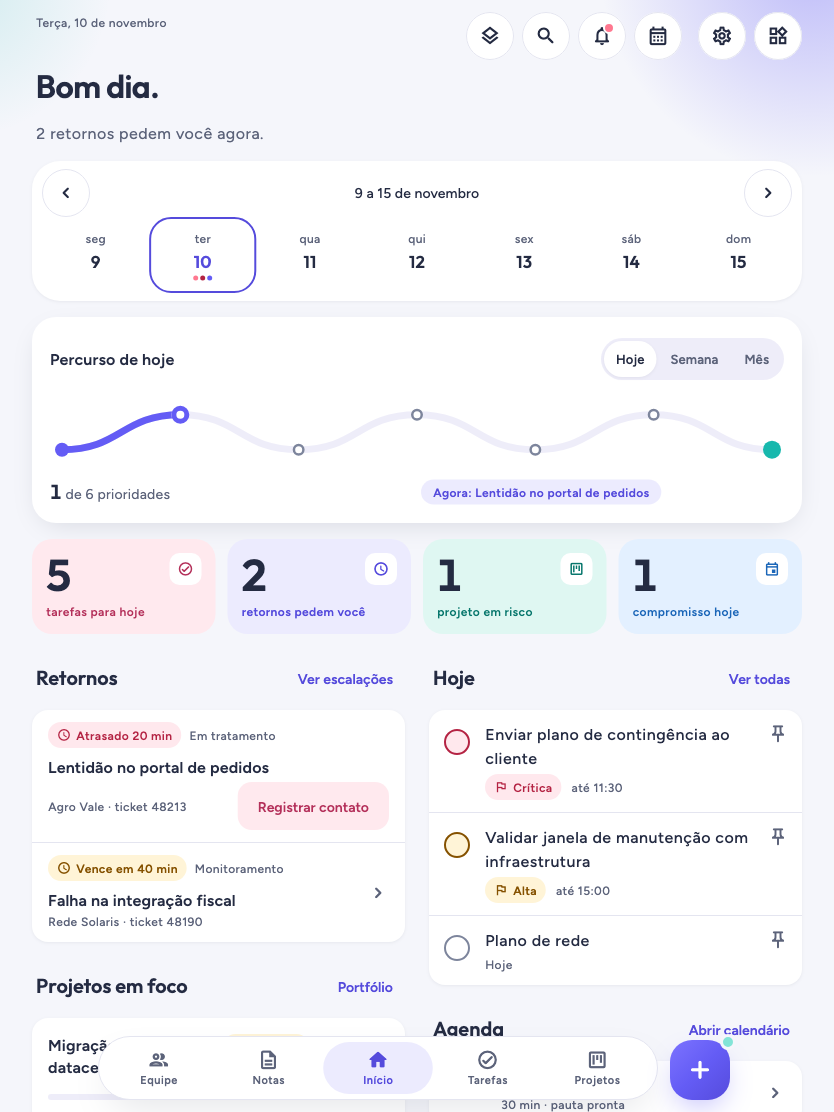 Terça, 10 de novembro
Bom dia.
2 retornos pedem você agora.
9 a 15 de novembro
seg ter qua qui sex sáb dom
9 10 11 12 13 14 15
Percurso de hoje
Hoje Semana Mês
1 de 6 prioridades
Agora: Lentidão no portal de pedidos
5
tarefas para hoje
2
retornos pedem você
1
projeto em risco
1
compromisso hoje
Retornos
Ver escalações
Atrasado 20 min Em tratamento
Lentidão no portal de pedidos
Agro Vale · ticket 48213
Registrar contato
Vence em 40 min Monitoramento
Falha na integração fiscal
Rede Solaris · ticket 48190
Projetos em foco
Portfólio
Hoje
Ver todas
Enviar plano de contingência ao
cliente
Crítica até 11:30
Validar janela de manutenção com
infraestrutura
Alta até 15:00
Plano de rede
Hoje
Agenda
Abrir calendário
30 min · pauta pronta
Equipe Notas Início Tarefas Projetos